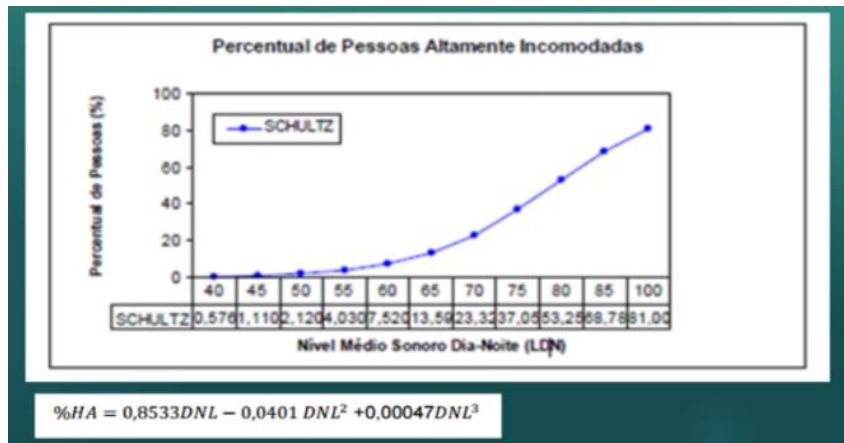 Percentual de Pessoas Altamente Incomodadas
Percentual de Pessoas (%)
100
80
60
40
20
0
SCHULTZ
40 45 50 55 60 65 70 75 80 85 100
SCHULTZ 0,576 1,110 2,120 4,030 7,520 13,59 23,32 37,05 53,25 68,78 81,00
Nível Médio Sonoro Dia-Noite (LDN)
%HA = 0,8533DNL − 0,0401 DNL² +0,00047DNL³